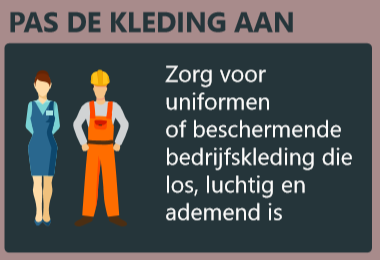 PAS DE KLEDING AAN
Zorg voor
uniformen
of beschermende
bedrijfskleding die
los, luchtig en
ademend is